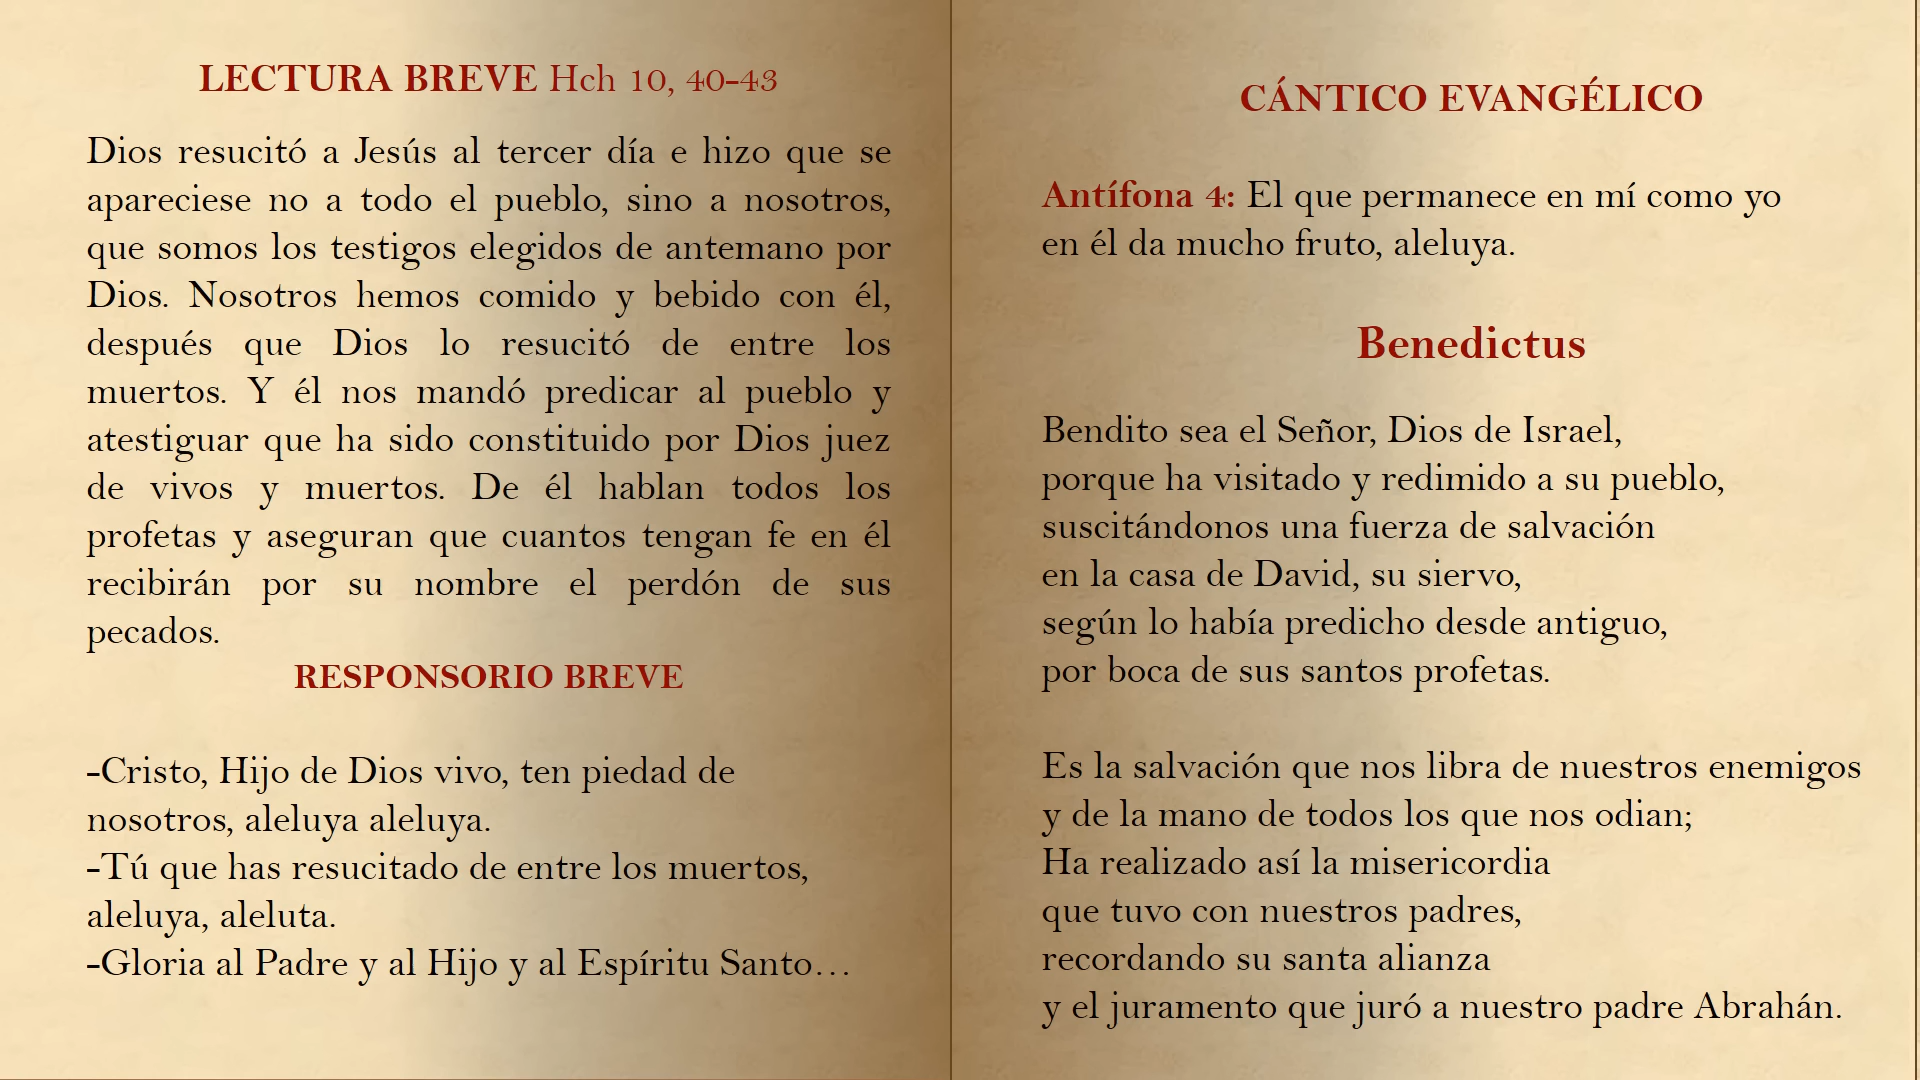 LECTURA BREVE Hch 10, 40-43
Dios resucitó a Jesús al tercer día e hizo que se
apareciese no a todo el pueblo, sino a nosotros,
que somos los testigos elegidos de antemano por
Dios. Nosotros hemos comido y bebido con él,
después que Dios lo resucitó de entre los
muertos. Y él nos mandó predicar al pueblo y
atestiguar que ha sido constituido por Dios juez
de vivos y muertos. De él hablan todos los
profetas y aseguran que cuantos tengan fe en él
recibirán por su nombre el perdón de sus
pecados.
RESPONSORIO BREVE
-Cristo, Hijo de Dios vivo, ten piedad de
nosotros, aleluya aleluya.
-Tú que has resucitado de entre los muertos,
aleluya, aleluta.
-Gloria al Padre y al Hijo y al Espíritu Santo…
CÁNTICO EVANGÉLICO
Antífona 4: El que permanece en mí como yo
en él da mucho fruto, aleluya.
Benedictus
Bendito sea el Señor, Dios de Israel,
porque ha visitado y redimido a su pueblo,
suscitándonos una fuerza de salvación
en la casa de David, su siervo,
según lo había predicho desde antiguo,
por boca de sus santos profetas.
Es la salvación que nos libra de nuestros enemigos
y de la mano de todos los que nos odian;
Ha realizado así la misericordia
que tuvo con nuestros padres,
recordando su santa alianza
y el juramento que juró a nuestro padre Abrahán.